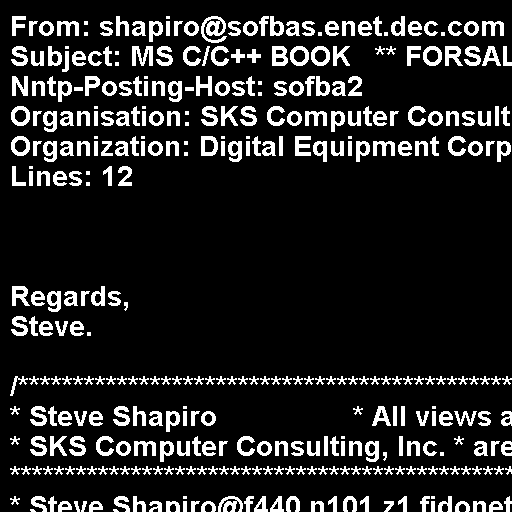 From: shapiro@sofbas.enet.dec.com
Subject: MS C/C++ BOOK   ** FORSAL
Nntp-Posting-Host: sofba2
Organisation: SKS Computer Consult
Organization: Digital Equipment Corp
Lines: 12
Regards,
Steve.
/*********************************************
* Steve Shapiro                 * All views a
* SKS Computer Consulting, Inc. * are
**********************************************
* Steve Shapiro@f440.n101.z1.fidonet